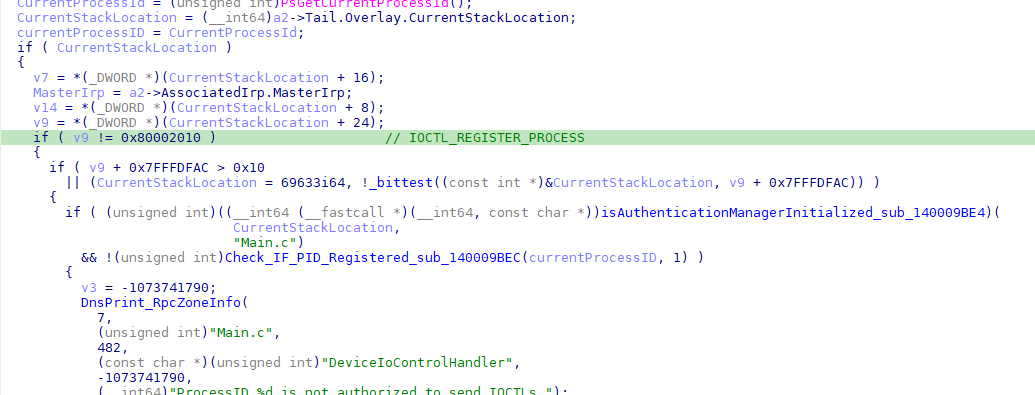 CurrentProcessId = (unsigned int)PsGetCurrentProcessId();
CurrentStackLocation = (__int64)a2->Tail.Overlay.CurrentStackLocation;
currentProcessID = CurrentProcessId;
if ( CurrentStackLocation )
{
v7 = *(_DWORD *)(CurrentStackLocation + 16);
MasterIrp = a2->AssociatedIrp.MasterIrp;
v14 = *(_DWORD *)(CurrentStackLocation + 8);
v9 = *(_DWORD *)(CurrentStackLocation + 24);
if ( v9 != 0x80002010 ) // IOCTL_REGISTER_PROCESS
{
if ( v9 + 0x7FFFDFAC > 0x10
|| (CurrentStackLocation = 69633i64, !_bittest((const int *)&CurrentStackLocation, v9 + 0x7FFFDFAC)) )
{
if ( (unsigned int)((__int64 (__fastcall *)(__int64, const char *))isAuthenticationManagerInitialized_sub_140009BE4)(
CurrentStackLocation,
"Main.c")
&& !(unsigned int)Check_IF_PID_Registered_sub_140009BEC(currentProcessID, 1) )
{
v3 = -1073741790;
DnsPrint_RpcZoneInfo(
7,
(unsigned int)"Main.c",
482,
(const char *)(unsigned int)"DeviceIoControlHandler",
-1073741790,
(__int64)"ProcessID %d is not authorized to send IOCTLs ");